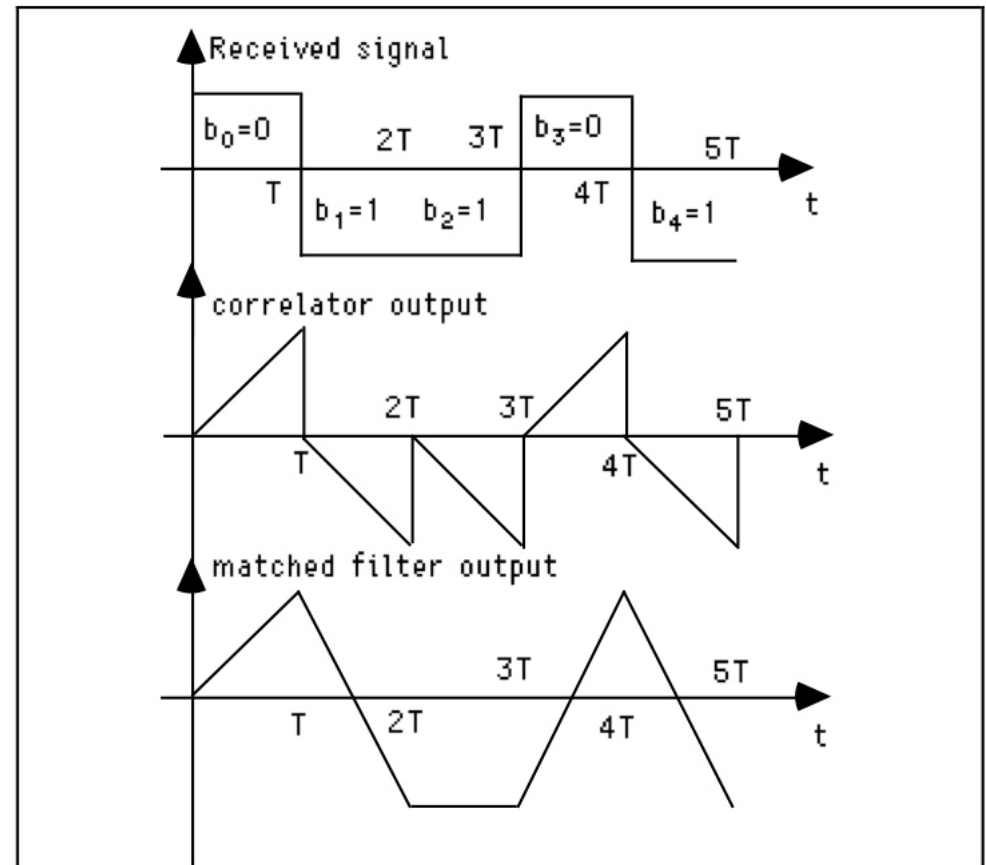 Received signal
b₀=0
2T
3T
b₃=0
5T
T
b₁=1
b₂=1
4T
b₄=1
t
correlator output
2T
3T
5T
T
4T
t
matched filter output
3T
5T
T
2T
4T
t